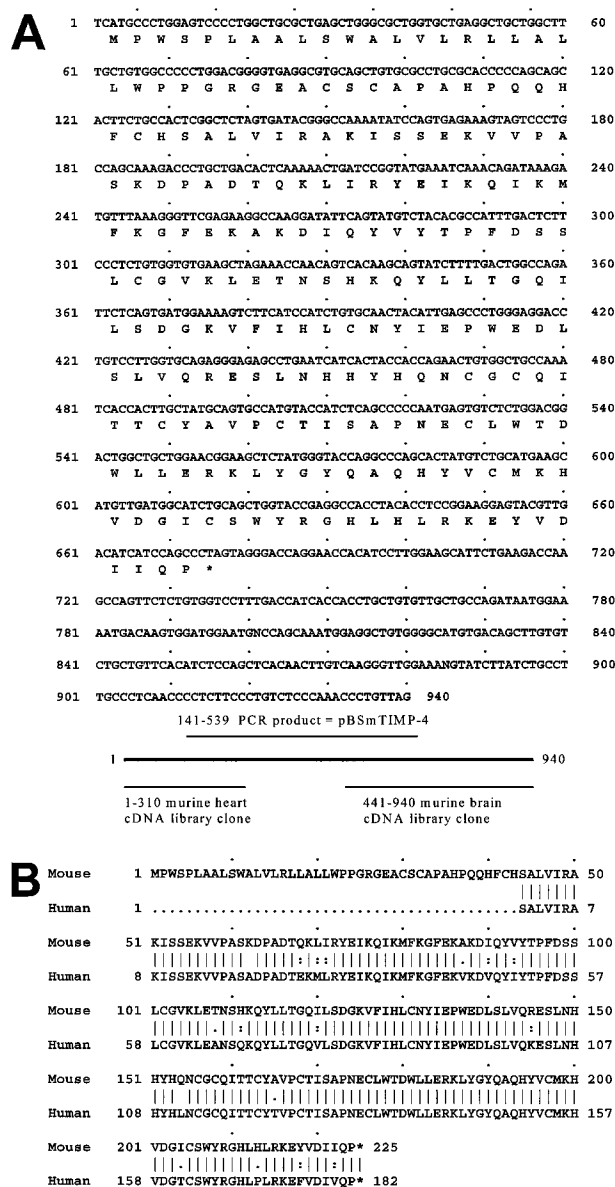 A
1 TCATGCCCTGGAGTCCCCTGGCTGCGCTGAGCTGGGCGCTGGTGCTGAGGCTGCTGGCTT 60
M P W S P L A A L S W A L V L R L L A L
61 TGCTGTGGCCCCCTGGACGGGGTGAGGCGTGCAGCTGTGCGCCTGCGCACCCCCAGCAGC 120
L W P P G R G E A C S C A P A H P Q Q H
121 ACTTCTGCCACTCGGCTCTAGTGATACGGGCCAAAATATCCAGTGAGAAAGTAGTCCCTG 180
F C H S A L V I R A K I S S E K V V P A
181 CCAGCAAAGACCCTGCTGACACTCAAAAACTGATCCGGTATGAAATCAAACAGATAAAGA 240
S K D P A D T Q K L I R Y E I K Q I K M
241 TGTTTAAAGGGTTCGAGAAGGCCAAGGATATTCAGTATGTCTACACGCCATTTGACTCTT 300
F K G F E K A K D I Q Y V Y T P F D S S
301 CCCTCTGTGGTGTGAAGCTAGAAACCAACAGTCACAAGCAGTATCTTTTGACTGGCCAGA 360
L C G V K L E T N S H K Q Y L L T G Q I
361 TTCTCAGTGATGGAAAAGTCTTCATCCATCTGTGCAACTACATTGAGCCCTGGGAGGACC 420
L S D G K V F I H L C N Y I E P W E D L
421 TGTCCTTGGTGCAGAGGGAGAGCCTGAATCATCACTACCACCAGAACTGTGGCTGCCAAA 480
S L V Q R E S L N H H Y H Q N C G C Q I
481 TCACCACTTGCTATGCAGTGCCATGTACCATCTCAGCCCCCAATGAGTGTCTCTGGACGG 540
T T C Y A V P C T I S A P N E C L W T D
541 ACTGGCTGCTGGAACGGAAGCTCTATGGGTACCAGGCCCAGCACTATGTCTGCATGAAGC 600
W L L E R K L Y G Y Q A Q H Y V C M K H
601 ATGTTGATGGCATCTGCAGCTGGTACCGAGGCCACCTACACCTCCGGAAGGAGTACGTTG 660
V D G I C S W Y R G H L H L R K E Y V D
661 ACATCATCCAGCCCTAGTAGGGACCAGGAACCACATCCTTGGAAGCATTCTGAAGACCAA 720
I I Q P *
721 GCCAGTTCTCTGTGGTCCTTTGACCATCACCACCTGCTGTGTTGCTGCCAGATAATGGAA 780
781 AATGACAAGTGGATGGAATGNCCAGCAAATGGAGGCTGTGGGGCATGTGACAGCTTGTGT 840
841 CTGCTGTTCACATCTCCAGCTCACAACTTGTCAAGGGTTGGAAANGTATCTTATCTGCCT 900
901 TGCCCTCAACCCCTCTTCCCTGTCTCCCAAACCCTGTTAG 940
141-539 PCR product = pBSmTIMP-4
1 940
1-310 murine heart 441-940 murine brain
cDNA library clone cDNA library clone
B
Mouse 1 MPWSPLAALSWALVLRLLALLWPPGRGEACSCAPAHPQQHFCHSALVIRA 50
Human 1 ...........................................SALVIRA 7
Mouse 51 KISSEKVVPASKDPADTQKLIRYEIKQIKMFKGFEKAKDIQYVYTPFDSS 100
Human 8 KISSEKVVPASADPADTEKMLRYEIKQIKMFKGFEKVKDVQYIYTPFDSS 57
Mouse 101 LCGVKLETNSHKQYLLTGQILSDGKVFIHLCNYIEPWEDLSLVQRESLNH 150
Human 58 LCGVKLEANSQKQYLLTGQVLSDGKVFIHLCNYIEPWEDLSLVQKESLNH 107
Mouse 151 HYHQNCGCQITTCYAVPCTISAPNECLWTDWLLERKLYGYQAQHYVCMKH 200
Human 108 HYHLNCGCQITTCYTVPCTISAPNECLWTDWLLERKLYGYQAQHYVCMKH 157
Mouse 201 VDGICSWYRGHLHLRKEYVDIIQP* 225
Human 158 VDGTCSWYRGHLPLRKEFVDIVQP* 182